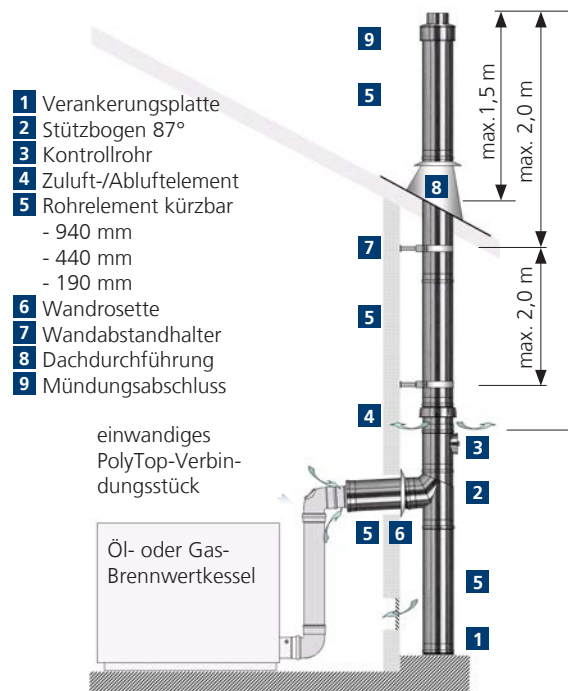 1 Verankerungsplatte
2 Stützbogen 87°
3 Kontrollrohr
4 Zuluft-/Abluftelement
5 Rohrelement kürzbar
- 940 mm
- 440 mm
- 190 mm
6 Wandrosette
7 Wandabstandhalter
8 Dachdurchführung
9 Mündungsabschluss
einwandiges
PolyTop-Verbin-
dungsstück
Öl- oder Gas-
Brennwertkessel
9
5
8
7
5
4
3
2
5 6
5
1
max.1,5 m
max. 2,0 m
max. 2,0 m